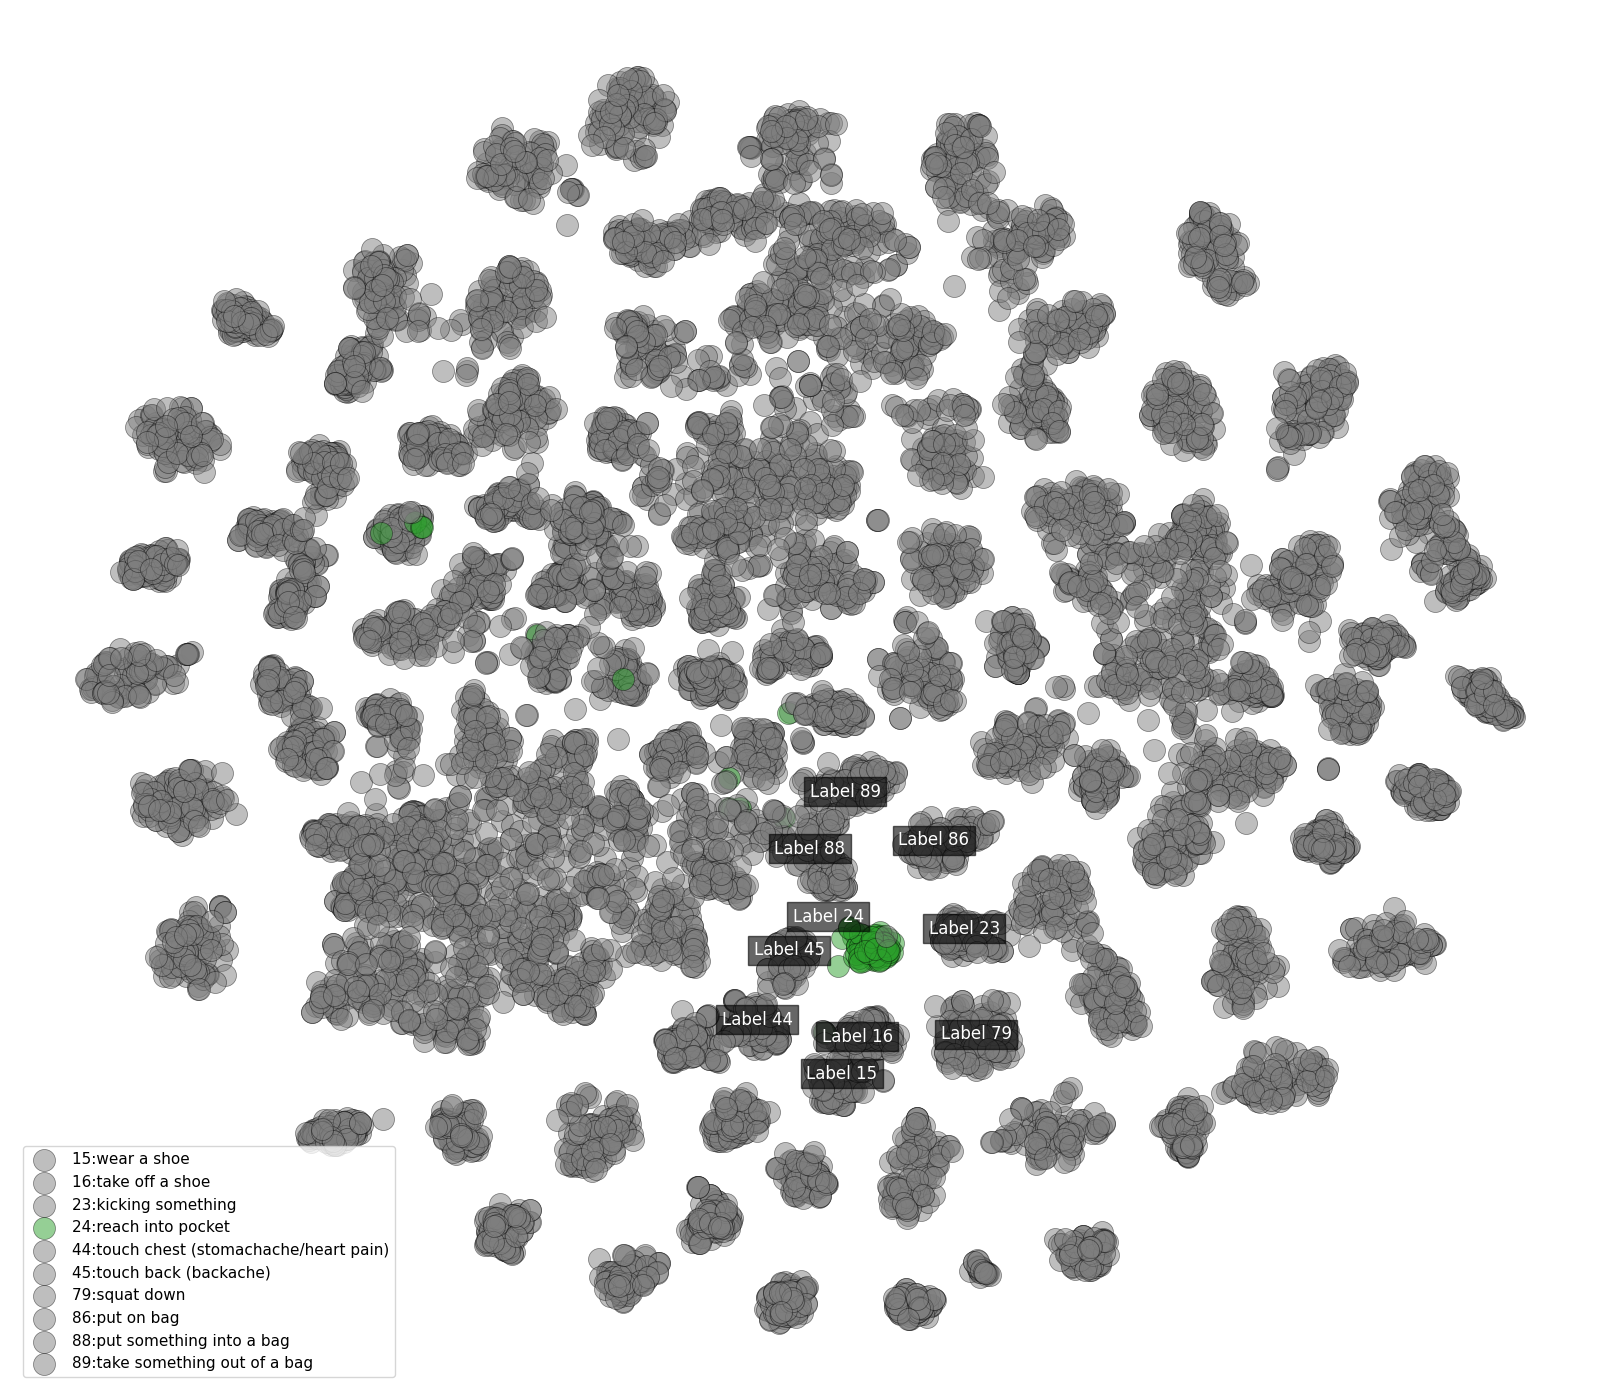 Label 89
Label 86
Label 88
Label 24
Label 23
Label 45
Label 44
Label 16
Label 79
Label 15
15:wear a shoe
16:take off a shoe
23:kicking something
24:reach into pocket
44:touch chest (stomachache/heart pain)
45:touch back (backache)
79:squat down
86:put on bag
88:put something into a bag
89:take something out of a bag